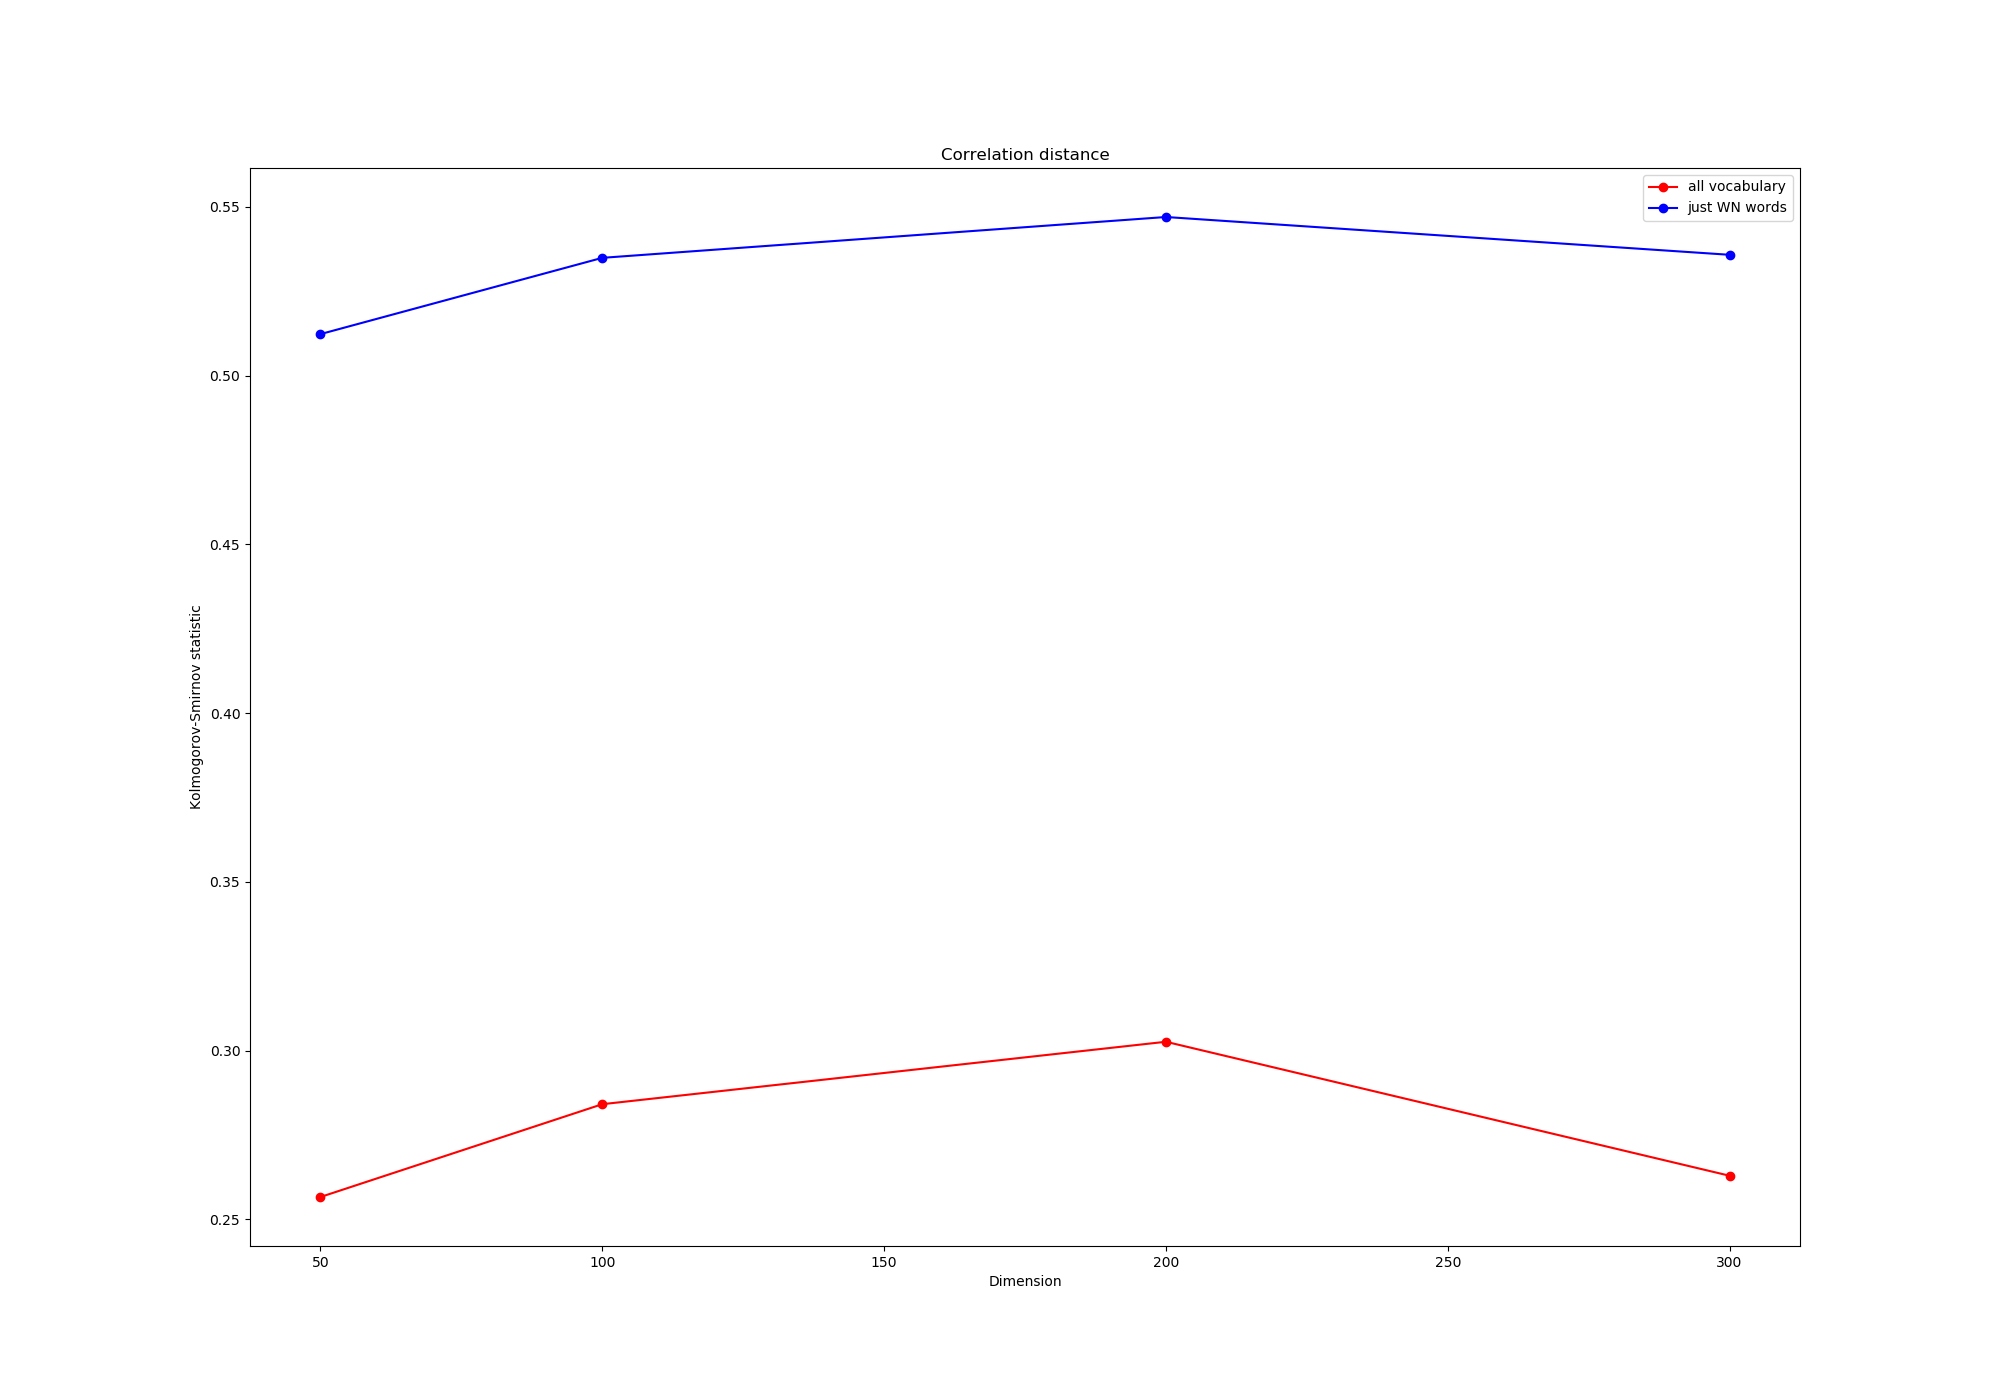 Correlation distance
all vocabulary
just WN words
0.55
0.50
0.45
0.40
0.35
0.30
0.25
Kolmogorov-Smirnov statistic
50 100 150 200 250 300
Dimension